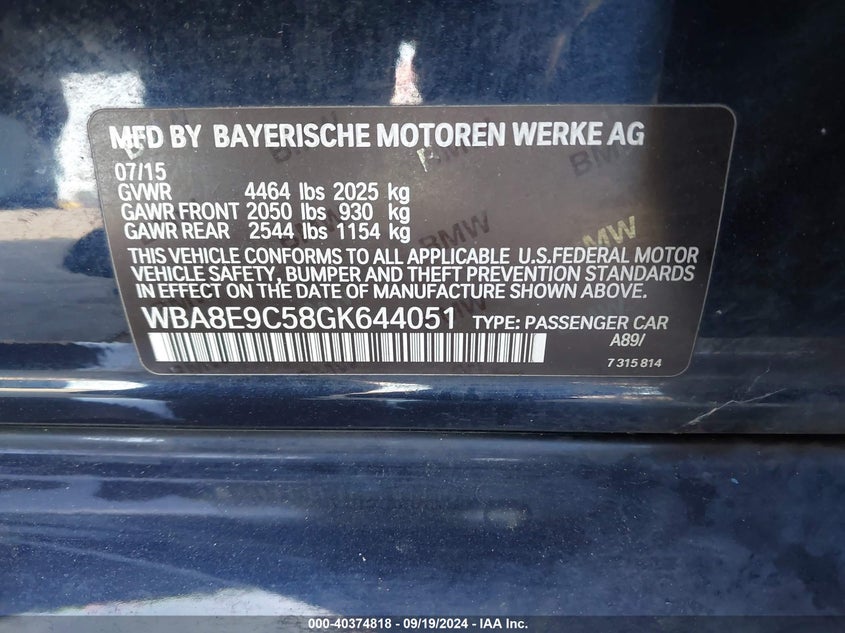 MFD BY BAYERISCHE MOTOREN WERKE AG
07/15
GVWR 4464 lbs 2025 kg
GAWR FRONT 2050 lbs 930 kg
GAWR REAR 2544 lbs 1154 kg
THIS VEHICLE CONFORMS TO ALL APPLICABLE U.S.FEDERAL MOTOR
VEHICLE SAFETY, BUMPER AND THEFT PREVENTION STANDARDS
IN EFFECT ON THE DATE OF MANUFACTURE SHOWN ABOVE.
WBA8E9C58GK644051 TYPE: PASSENGER CAR
A89/
7 315 814
BMW
BMW
BMW
000-40374818 - 09/19/2024 - IAA Inc.